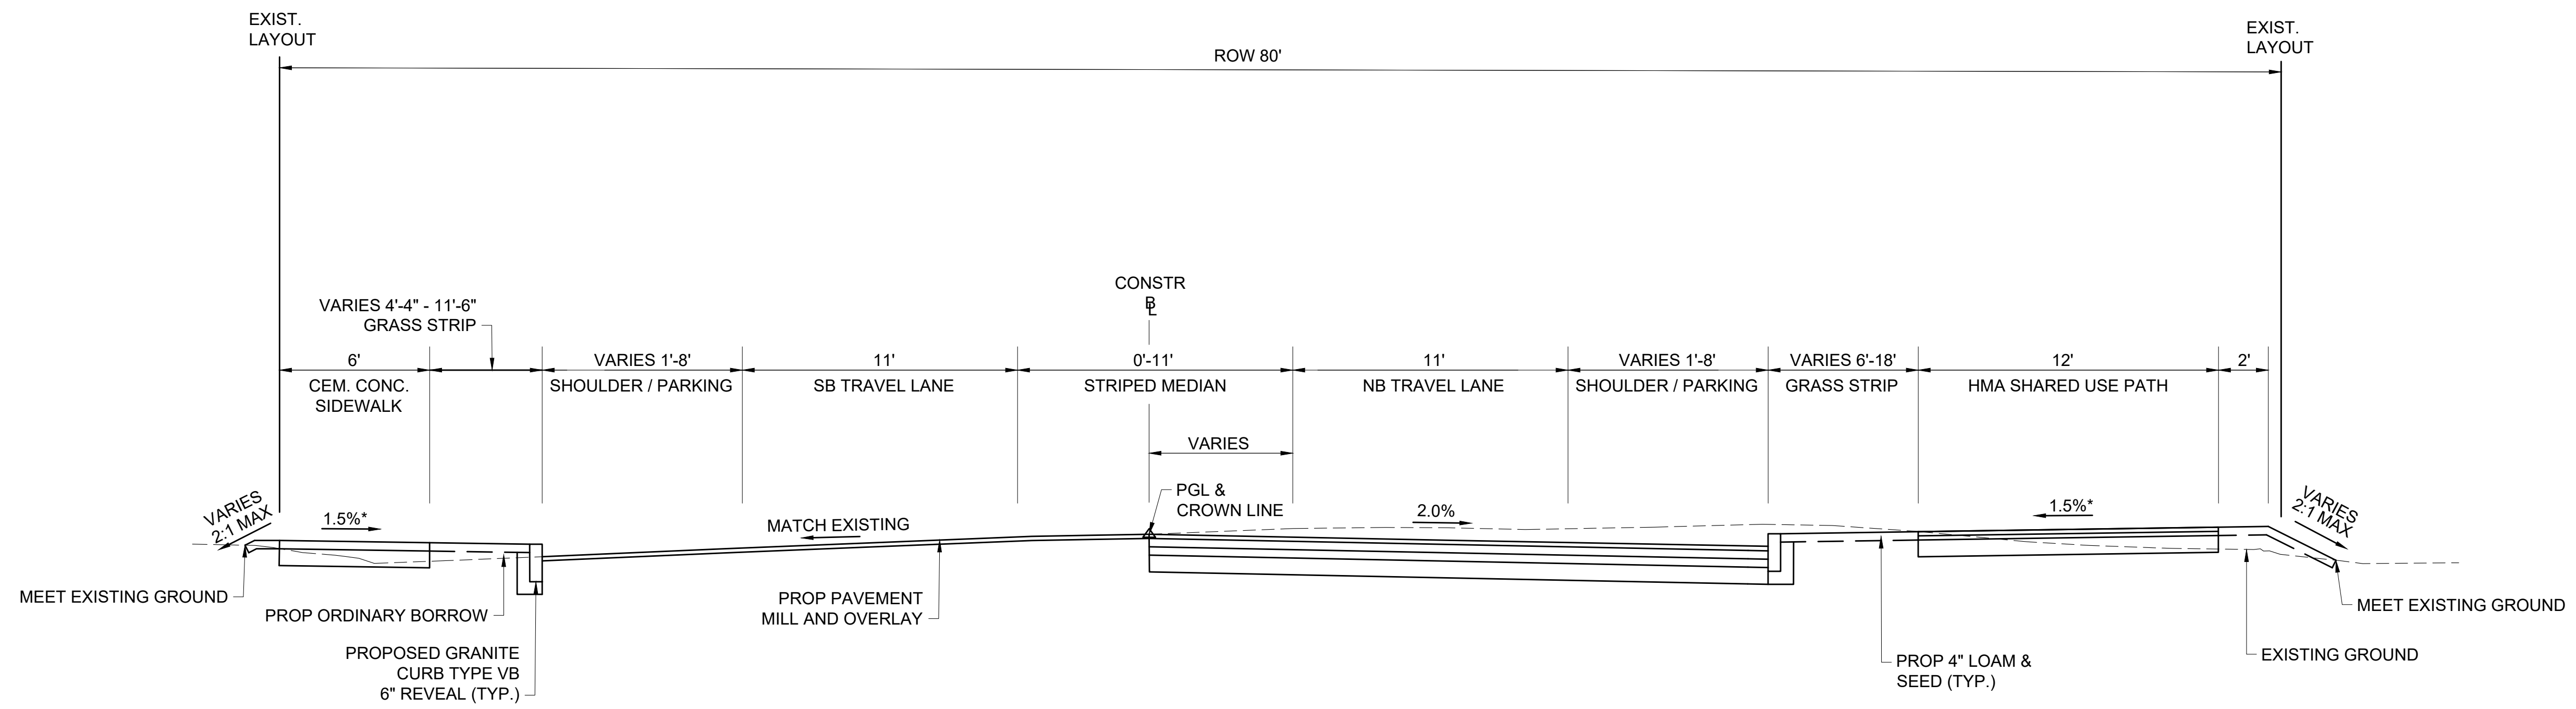 EXIST.
LAYOUT
EXIST.
LAYOUT
ROW 80'
CONSTR
BL
VARIES 4'-4" - 11'-6"
GRASS STRIP
6'
CEM. CONC.
SIDEWALK
VARIES 1'-8'
SHOULDER / PARKING
11'
SB TRAVEL LANE
0'-11'
STRIPED MEDIAN
11'
NB TRAVEL LANE
VARIES 1'-8'
SHOULDER / PARKING
VARIES 6'-18'
GRASS STRIP
12'
HMA SHARED USE PATH
2'
VARIES
PGL &
CROWN LINE
VARIES
2:1 MAX
1.5%*
MATCH EXISTING
2.0%
1.5%*
VARIES
2:1 MAX
MEET EXISTING GROUND
PROP ORDINARY BORROW
PROPOSED GRANITE
CURB TYPE VB
6" REVEAL (TYP.)
PROP PAVEMENT
MILL AND OVERLAY
PROP 4" LOAM &
SEED (TYP.)
EXISTING GROUND
MEET EXISTING GROUND